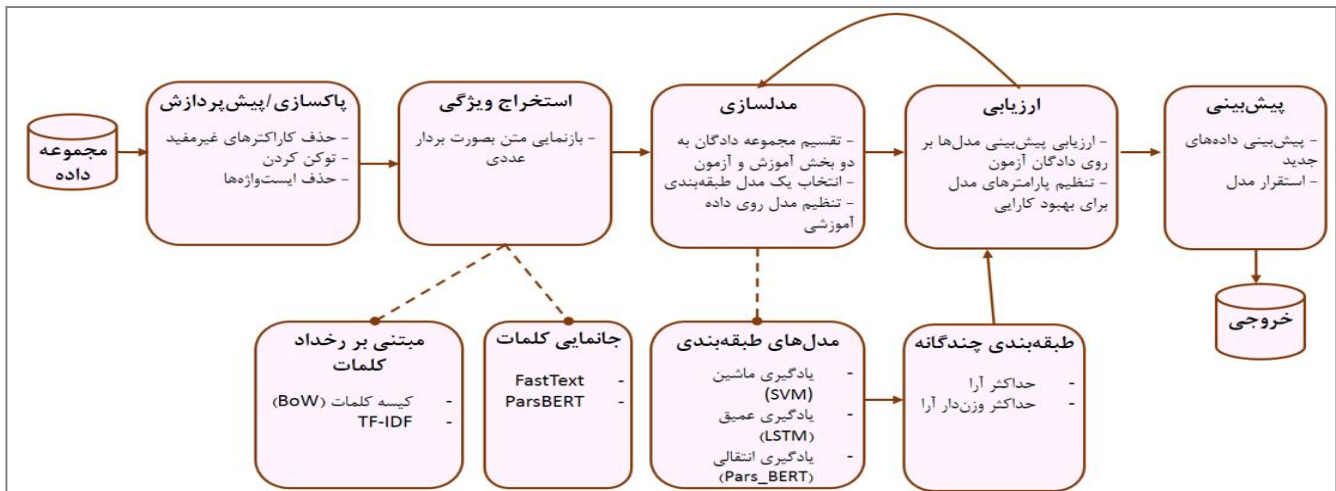 مجموعه
داده
پاکسازی/پیش‌پردازش
- حذف کاراکترهای غیرمفید
- توکن کردن
- حذف ایست‌واژه‌ها
استخراج ویژگی
- بازنمایی متن بصورت بردار
عددی
مدلسازی
- تقسیم مجموعه دادگان به
دو بخش آموزش و آزمون
- انتخاب یک مدل طبقه‌بندی
- تنظیم مدل روی داده
آموزشی
ارزیابی
- ارزیابی پیش‌بینی مدل‌ها بر
روی دادگان آزمون
- تنظیم پارامترهای مدل
برای بهبود کارایی
پیش‌بینی
- پیش‌بینی داده‌های
جدید
- استقرار مدل
خروجی
مبتنی بر رخداد
کلمات
- کیسه کلمات (BoW)
- TF-IDF
جانمایی کلمات
- FastText
- ParsBERT
مدل‌های طبقه‌بندی
- یادگیری ماشین
(SVM)
- یادگیری عمیق
(LSTM)
- یادگیری انتقالی
(Pars_BERT)
طبقه‌بندی چندگانه
- حداکثر آرا
- حداکثر وزن‌دار آرا